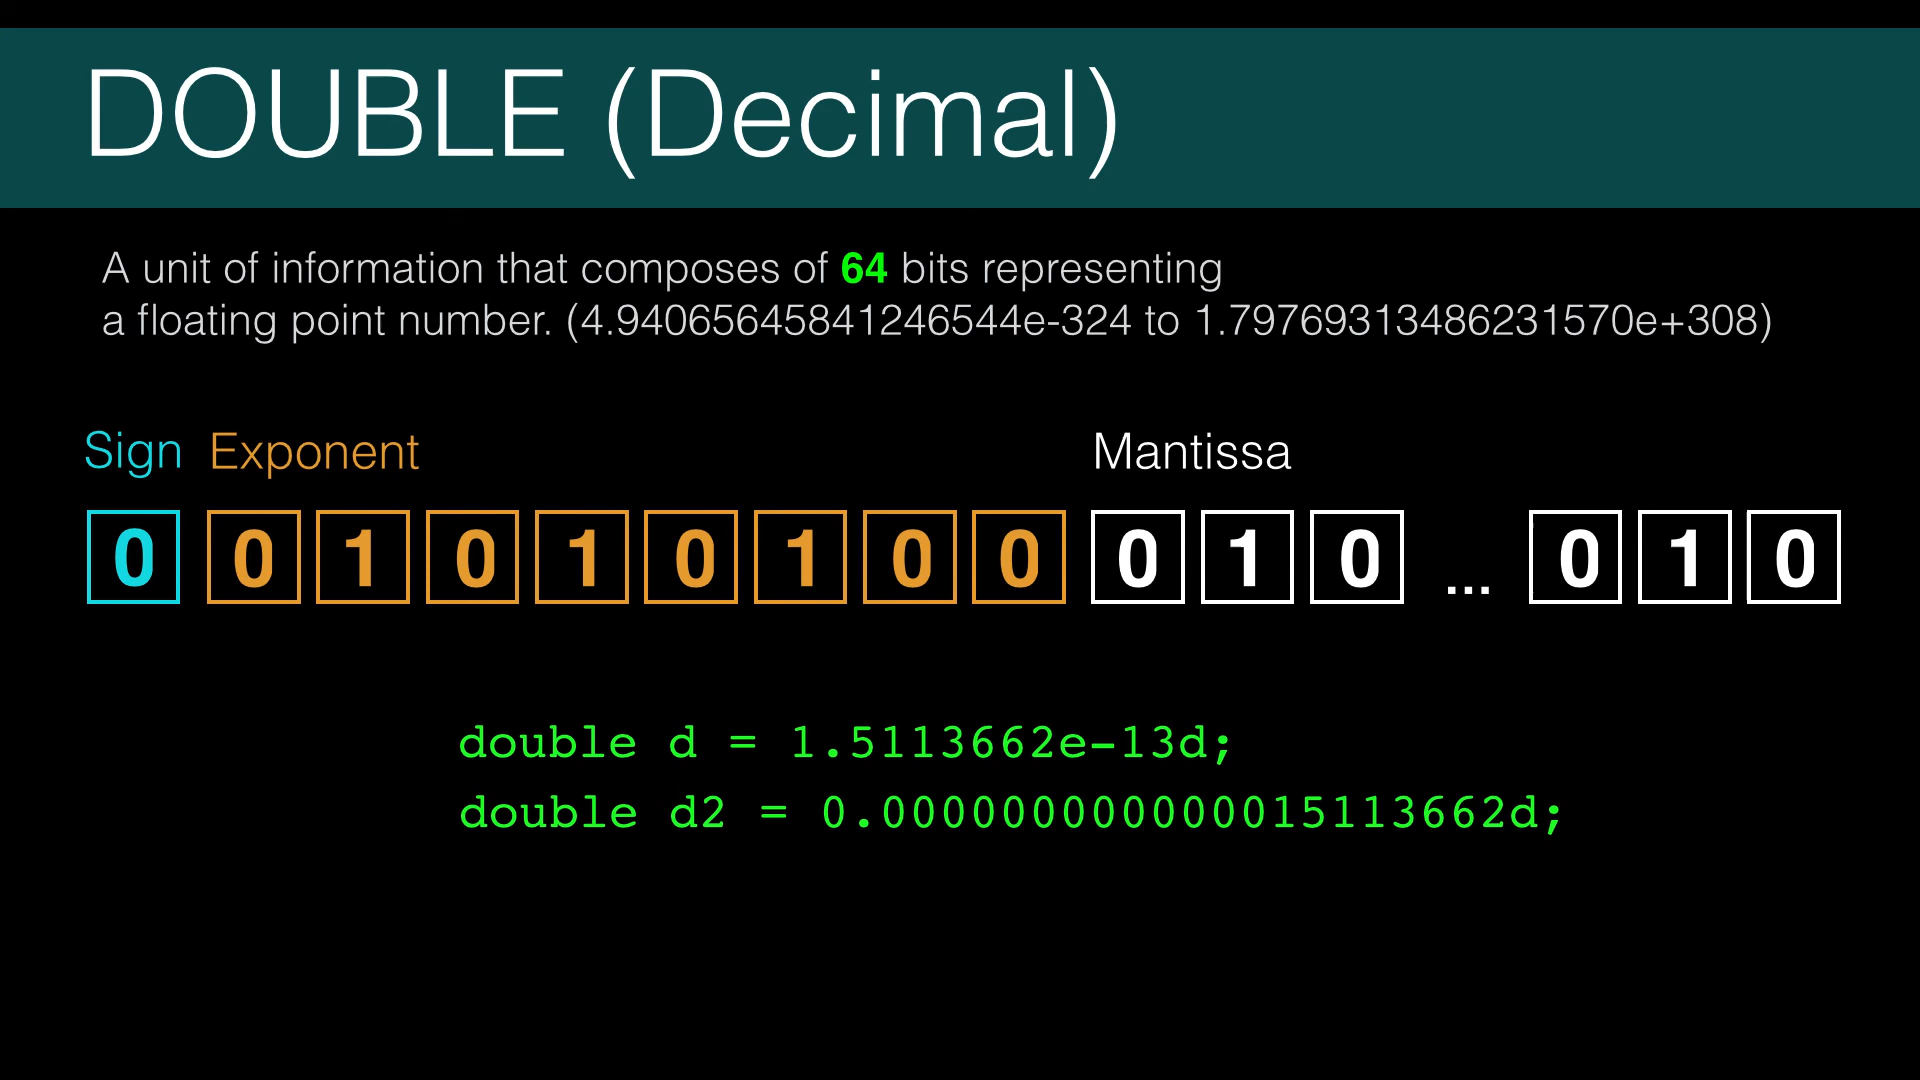 DOUBLE (Decimal)
A unit of information that composes of 64 bits representing
a floating point number. (4.94065645841246544e-324 to 1.79769313486231570e+308)
Sign Exponent Mantissa
0 0 1 0 1 0 1 0 0 0 1 0 ... 0 1 0
double d = 1.5113662e-13d;
double d2 = 0.00000000000015113662d;